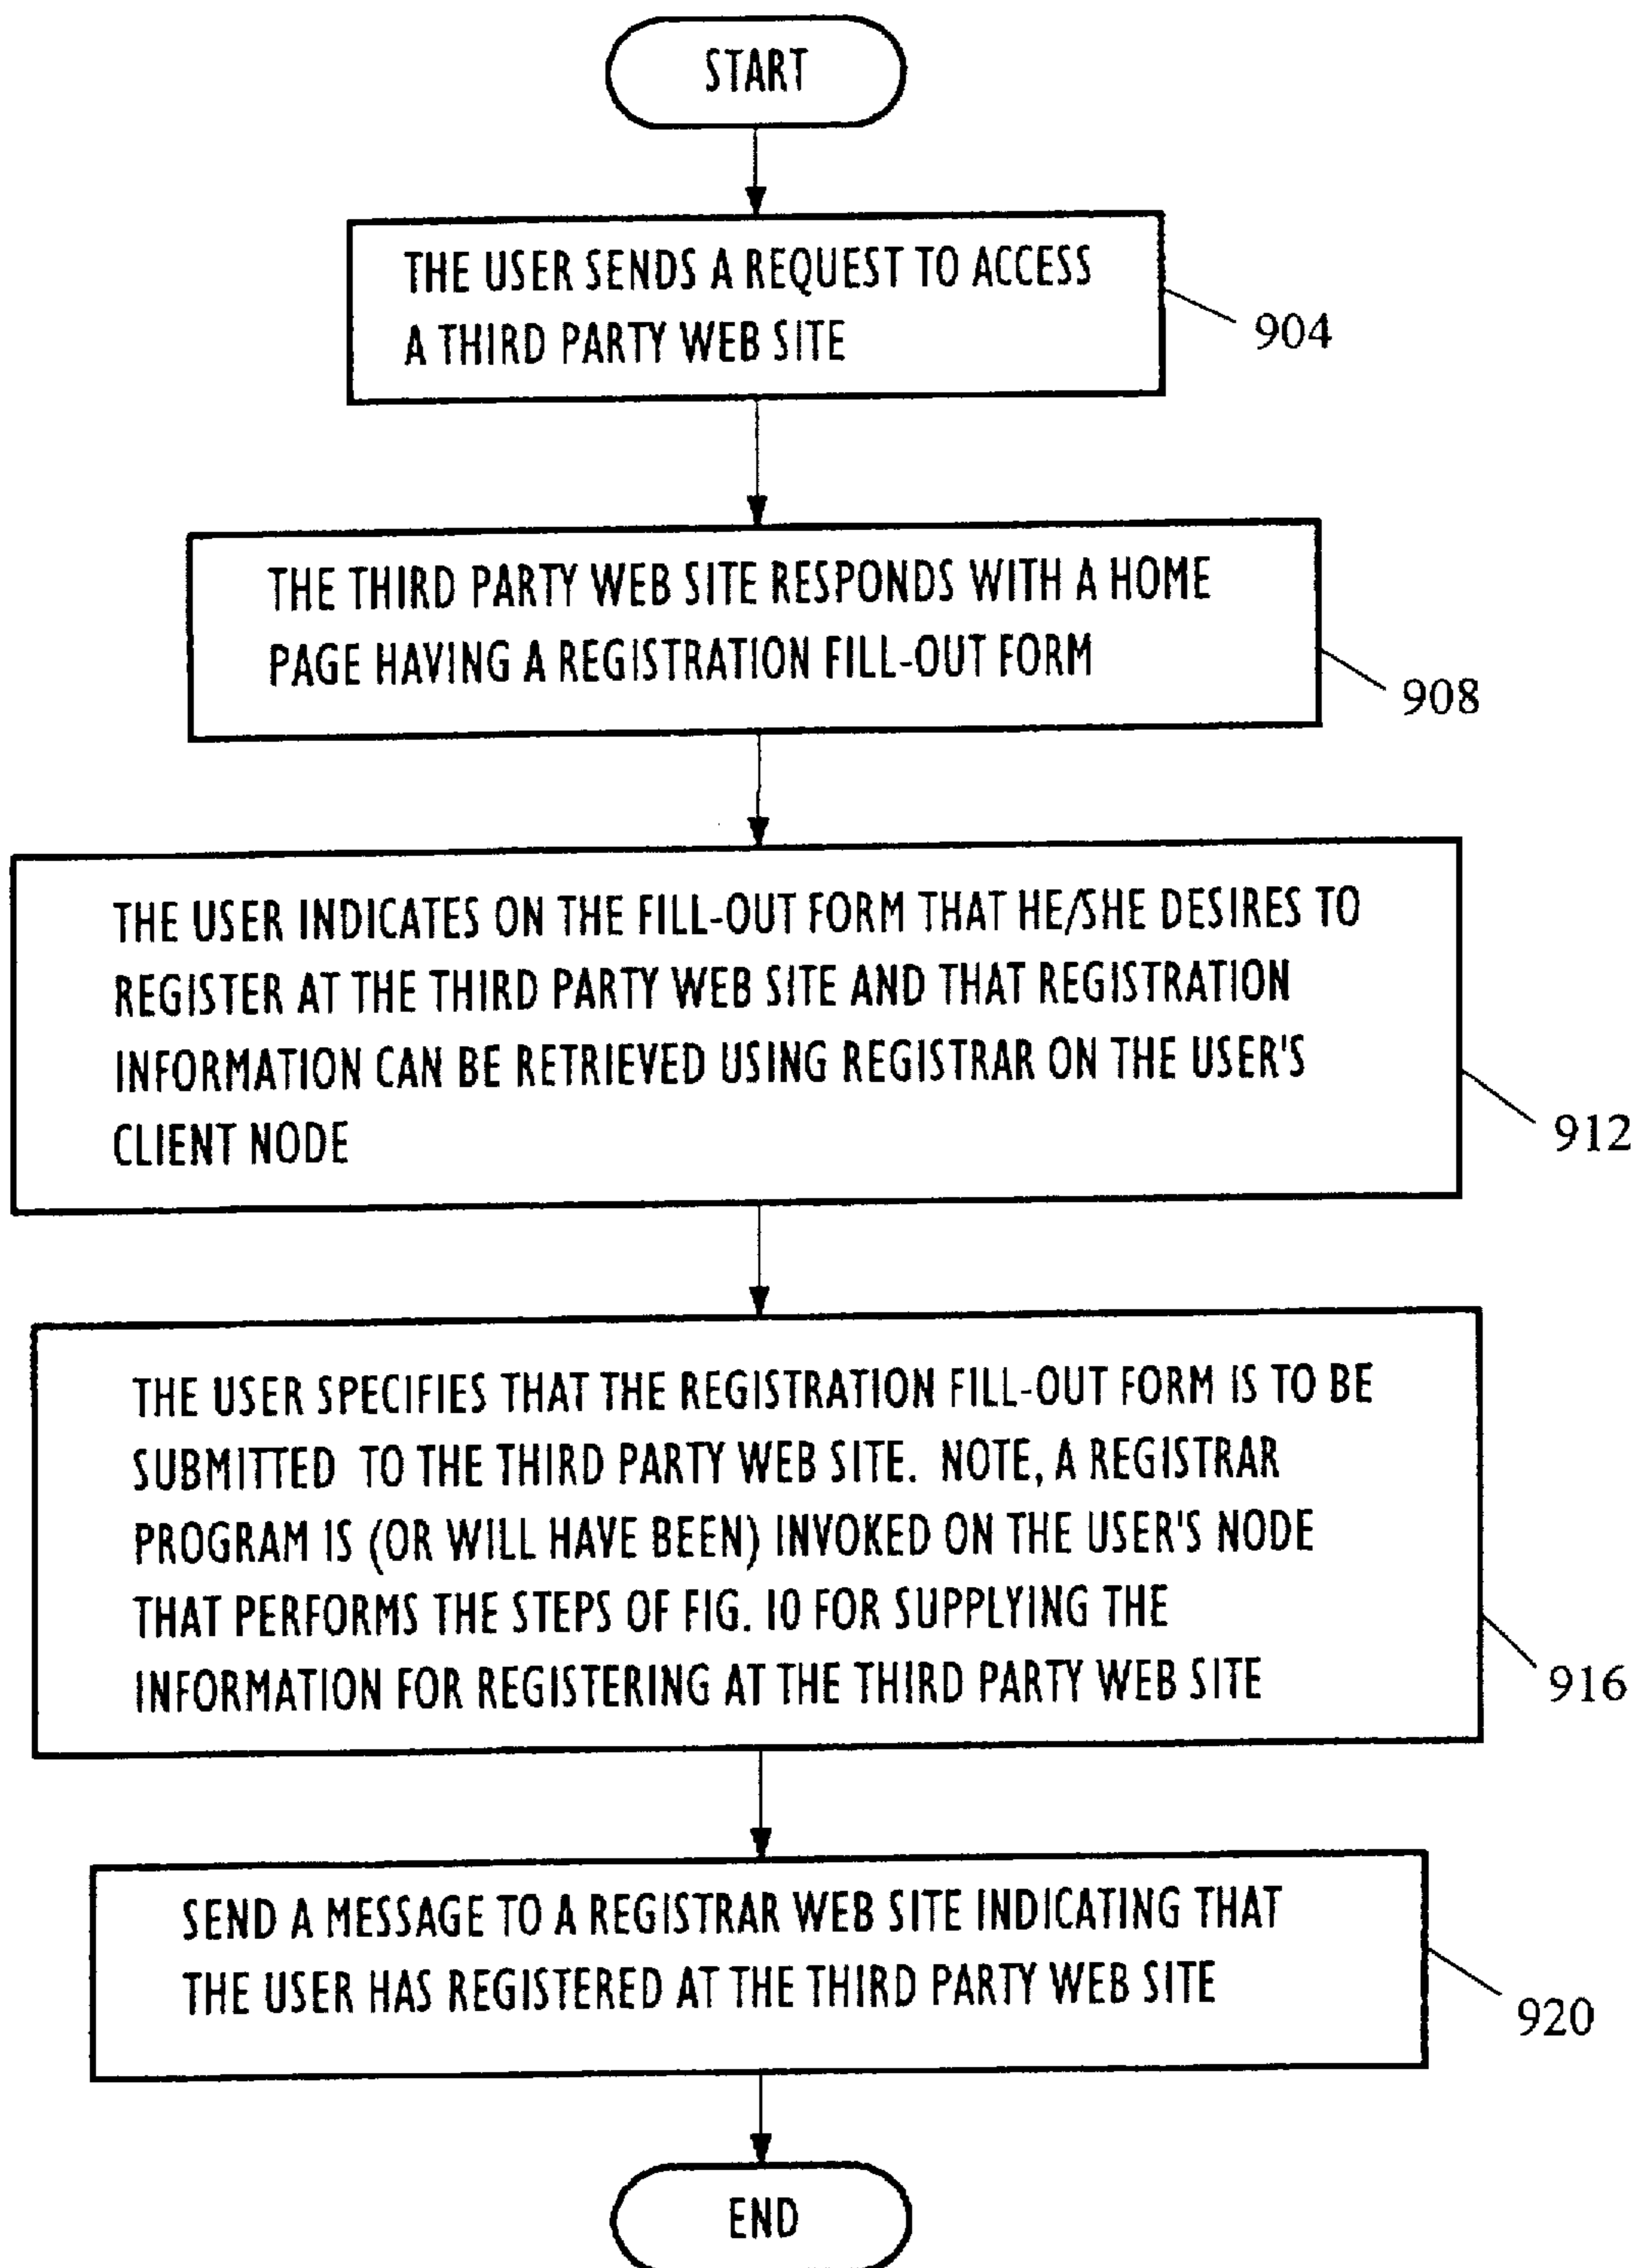 START
THE USER SENDS A REQUEST TO ACCESS
A THIRD PARTY WEB SITE
904
THE THIRD PARTY WEB SITE RESPONDS WITH A HOME
PAGE HAVING A REGISTRATION FILL-OUT FORM
908
THE USER INDICATES ON THE FILL-OUT FORM THAT HE/SHE DESIRES TO
REGISTER AT THE THIRD PARTY WEB SITE AND THAT REGISTRATION
INFORMATION CAN BE RETRIEVED USING REGISTRAR ON THE USER'S
CLIENT NODE
912
THE USER SPECIFIES THAT THE REGISTRATION FILL-OUT FORM IS TO BE
SUBMITTED TO THE THIRD PARTY WEB SITE. NOTE, A REGISTRAR
PROGRAM IS (OR WILL HAVE BEEN) INVOKED ON THE USER'S NODE
THAT PERFORMS THE STEPS OF FIG. 10 FOR SUPPLYING THE
INFORMATION FOR REGISTERING AT THE THIRD PARTY WEB SITE
916
SEND A MESSAGE TO A REGISTRAR WEB SITE INDICATING THAT
THE USER HAS REGISTERED AT THE THIRD PARTY WEB SITE
920
END